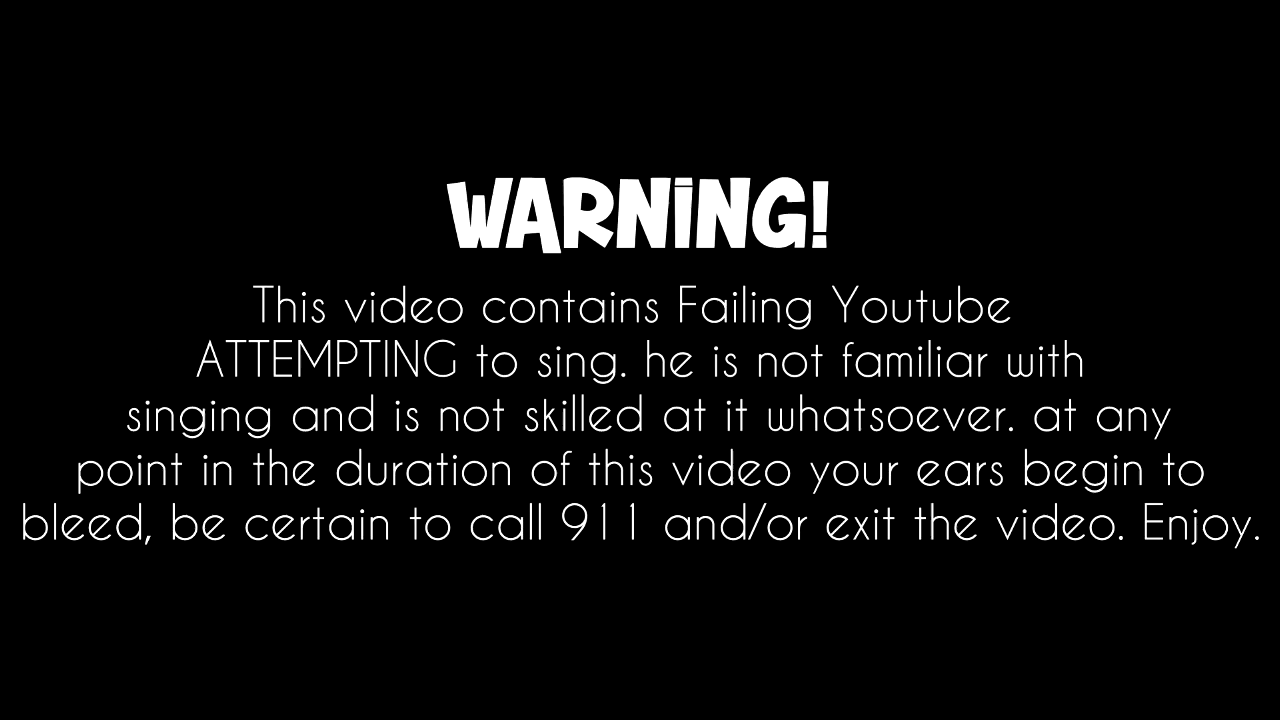 WARNING!
This video contains Failing Youtube
ATTEMPTING to sing. he is not familiar with
singing and is not skilled at it whatsoever. at any
point in the duration of this video your ears begin to
bleed, be certain to call 911 and/or exit the video. Enjoy.